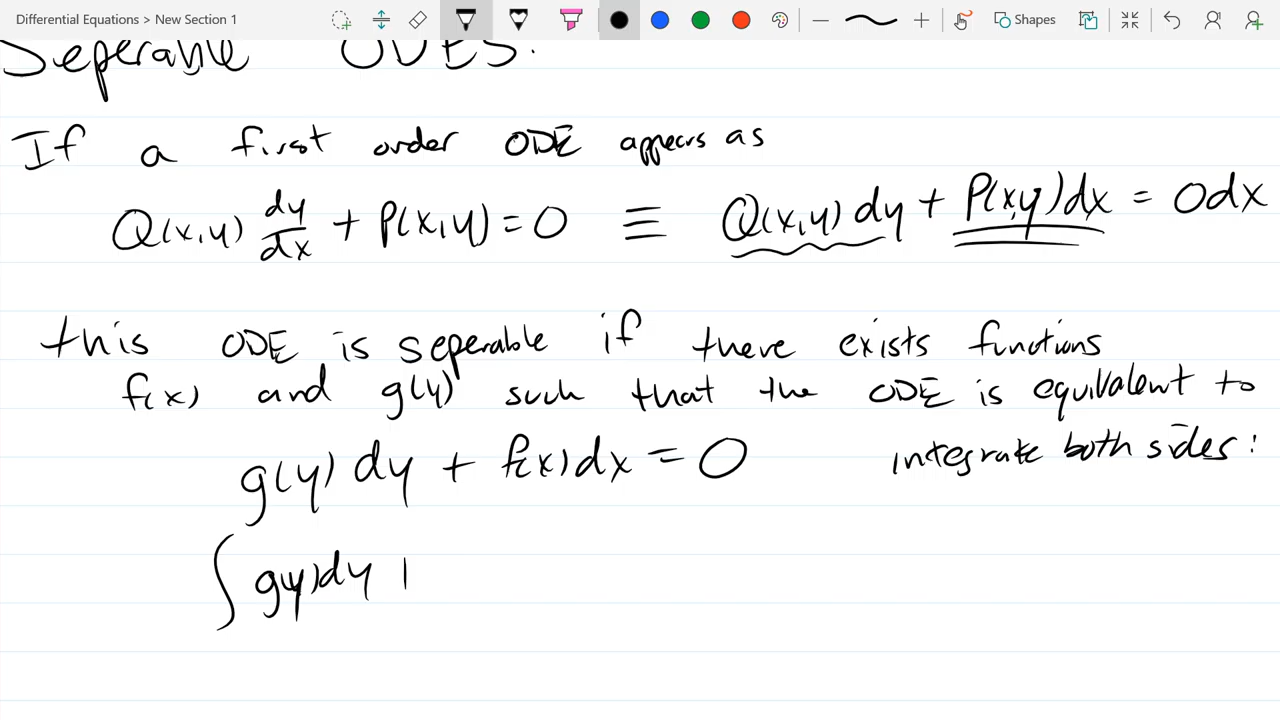 Differential Equations > New Section 1
Shapes
Seperable ODES:
If a first order ODE appears as
Q(x,y) dy/dx + P(x,y) = 0 ≡ Q(x,y) dy + P(x,y) dx = 0 dx
this ODE is seperable if there exists functions
f(x) and g(y) such that the ODE is equivalent to
g(y) dy + f(x) dx = 0 integrate both sides:
∫ g(y) dy